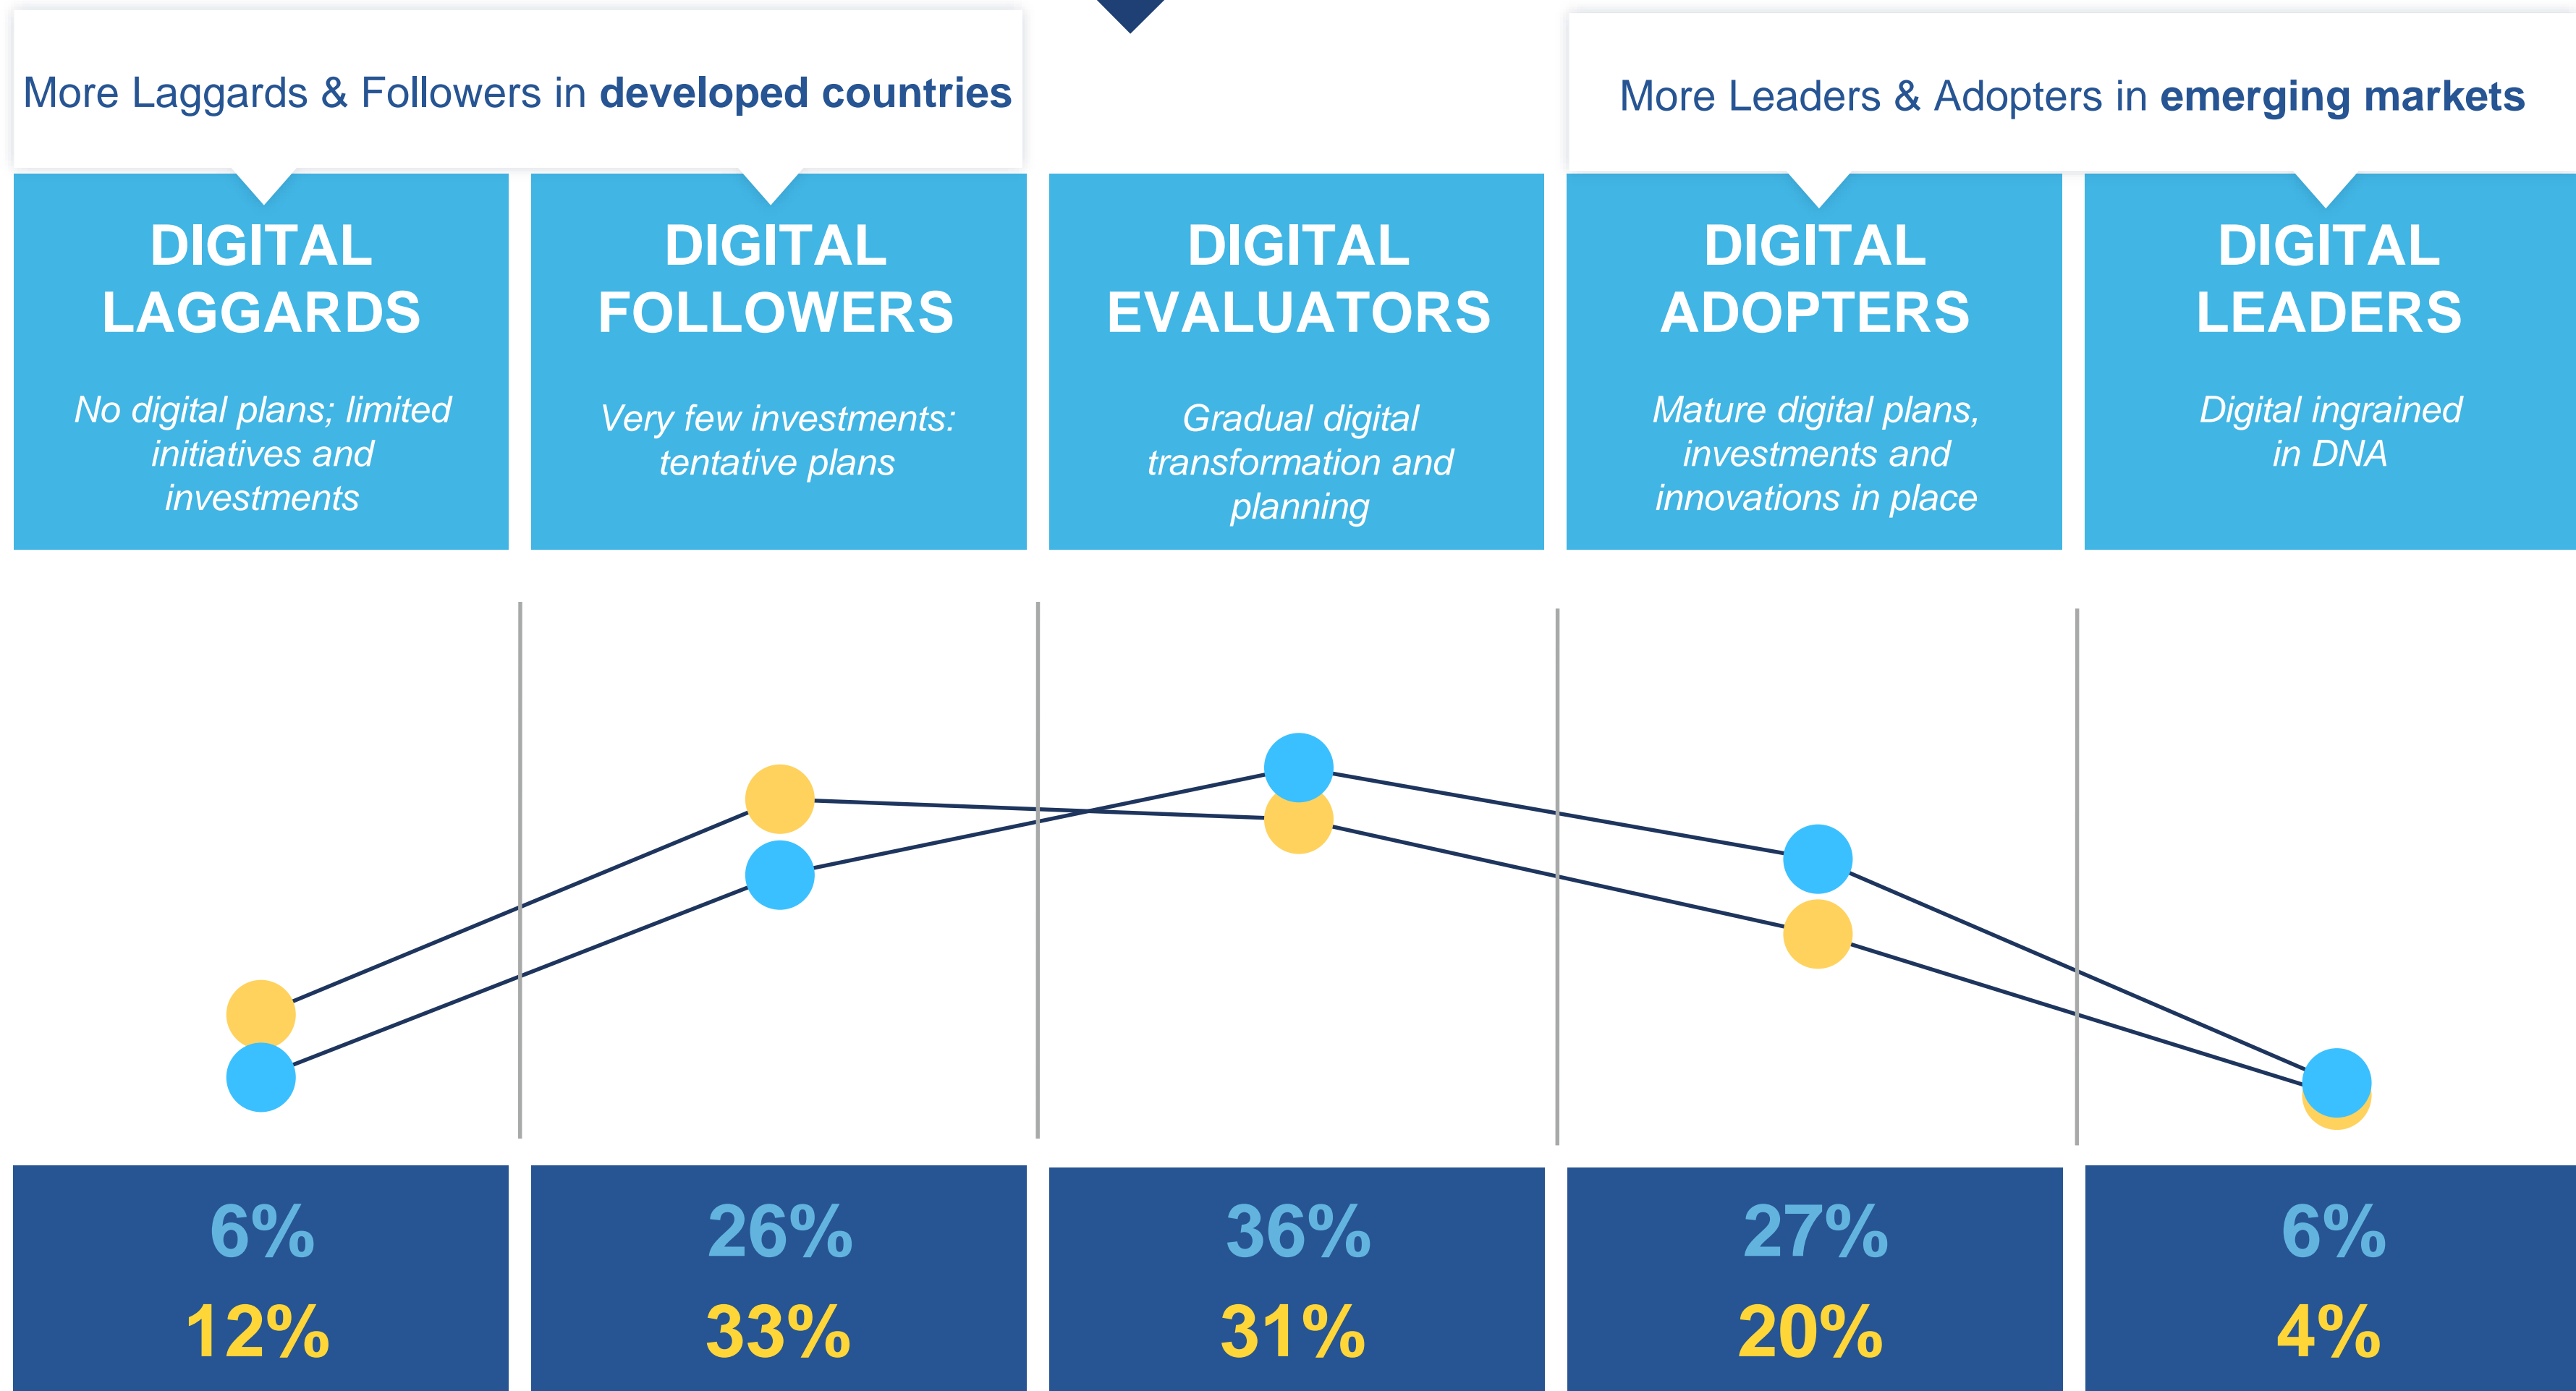 More Laggards & Followers in developed countries
More Leaders & Adopters in emerging markets
DIGITAL
LAGGARDS
No digital plans; limited
initiatives and
investments
DIGITAL
FOLLOWERS
Very few investments:
tentative plans
DIGITAL
EVALUATORS
Gradual digital
transformation and
planning
DIGITAL
ADOPTERS
Mature digital plans,
investments and
innovations in place
DIGITAL
LEADERS
Digital ingrained
in DNA
6%
12%
26%
33%
36%
31%
27%
20%
6%
4%